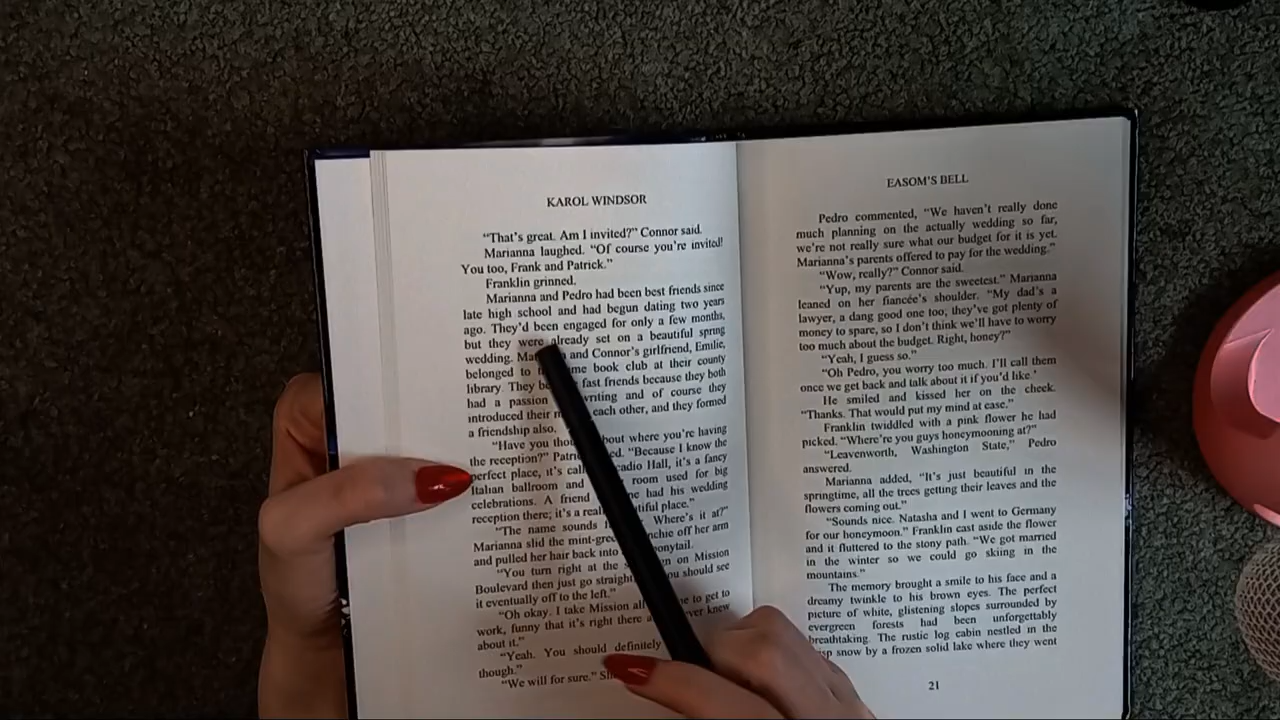 KAROL WINDSOR
“That’s great. Am I invited?” Connor said.
Marianna laughed. “Of course you’re invited!
You too, Frank and Patrick.”
Franklin grinned.
Marianna and Pedro had been best friends since
late high school and had begun dating two years
ago. They’d been engaged for only a few months,
but they were already set on a beautiful spring
wedding. and Connor’s girlfriend, Emilie,
belonged to book club at their county
library. They fast friends because they both
had a passion writing and of course they
introduced their each other, and they formed
a friendship also.
“Have you about where you’re having
the reception?” “Because I know the
perfect place, it’s Hall, it’s a fancy
Italian ballroom and room used for big
celebrations. A friend had his wedding
reception there; it’s a place.”
“The name sounds Where’s it at?”
Marianna slid the mint-green off her arm
and pulled her hair back into ponytail.
“You turn right at the on Mission
Boulevard then just go straight should see
it eventually off to the left.”
“Oh okay. I take Mission to get to
work, funny that it’s right there never knew
about it.”
“Yeah. You should definitely
though.”
“We will for sure.”
EASOM’S BELL
Pedro commented, “We haven’t really done
much planning on the actually wedding so far,
we’re not really sure what our budget for it is yet.
Marianna’s parents offered to pay for the wedding.”
“Wow, really?” Connor said.
“Yup, my parents are the sweetest.” Marianna
leaned on her fiancée’s shoulder. “My dad’s a
lawyer, a dang good one too, they’ve got plenty of
money to spare, so I don’t think we’ll have to worry
too much about the budget. Right, honey?”
“Yeah, I guess so.”
“Oh Pedro, you worry too much. I’ll call them
once we get back and talk about it if you’d like.’
He smiled and kissed her on the cheek.
“Thanks. That would put my mind at ease.”
Franklin twiddled with a pink flower he had
picked. “Where’re you guys honeymooning at?”
“Leavenworth, Washington State,” Pedro
answered.
Marianna added, “It’s just beautiful in the
springtime, all the trees getting their leaves and the
flowers coming out.”
“Sounds nice. Natasha and I went to Germany
for our honeymoon.” Franklin cast aside the flower
and it fluttered to the stony path. “We got married
in the winter so we could go skiing in the
mountains.”
The memory brought a smile to his face and a
dreamy twinkle to his brown eyes. The perfect
picture of white, glistening slopes surrounded by
evergreen forests had been unforgettably
breathtaking. The rustic log cabin nestled in the
snow by a frozen solid lake where they went
21